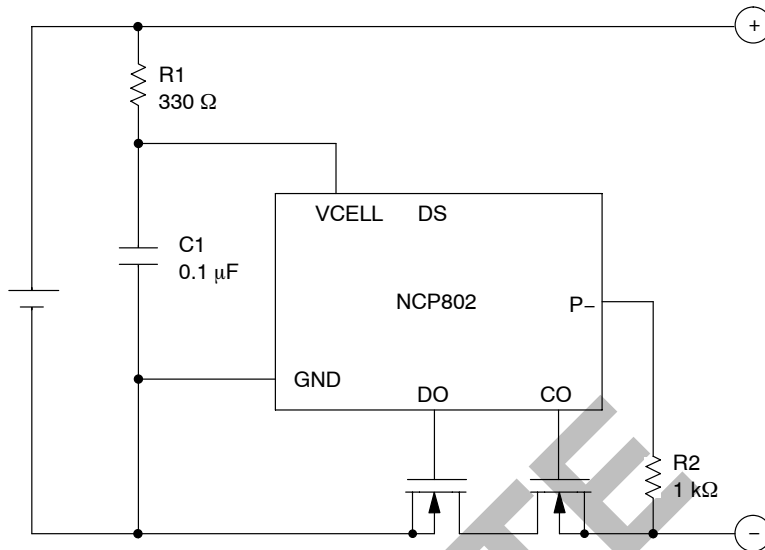 +
R1
330 Ω
VCELL DS
C1
0.1 μF
NCP802
P−
GND
DO CO
R2
1 kΩ
−